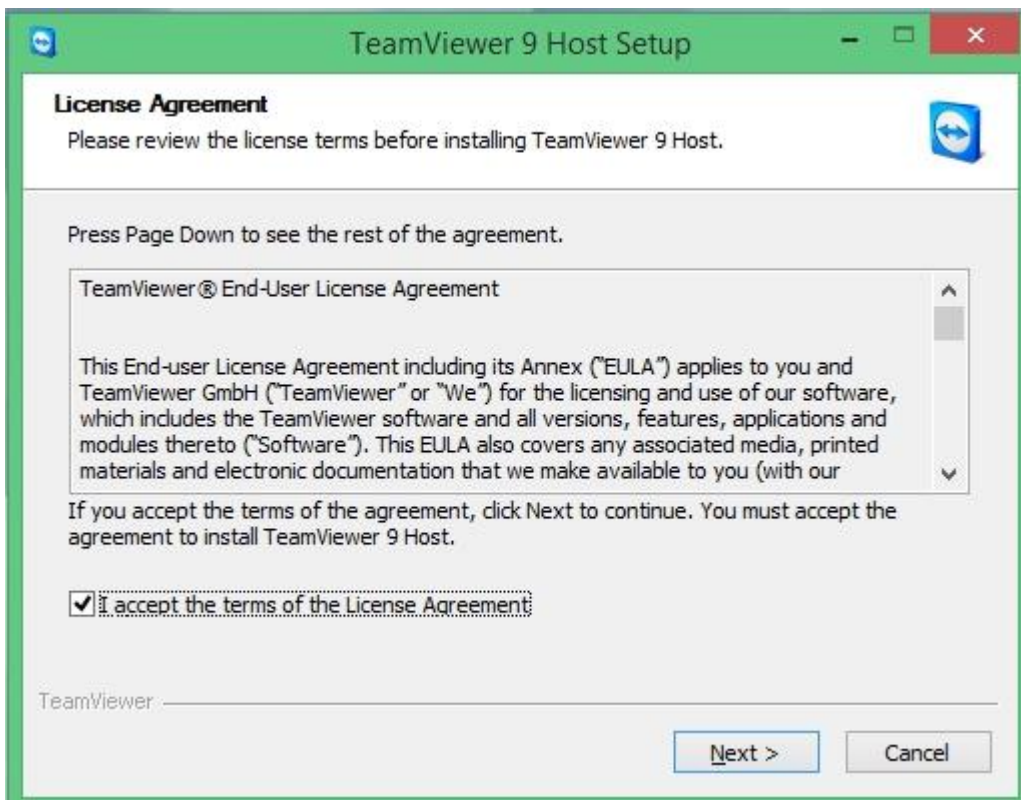 TeamViewer 9 Host Setup
License Agreement
Please review the license terms before installing TeamViewer 9 Host.
Press Page Down to see the rest of the agreement.
TeamViewer® End-User License Agreement
This End-user License Agreement including its Annex ("EULA") applies to you and
TeamViewer GmbH ("TeamViewer" or "We") for the licensing and use of our software,
which includes the TeamViewer software and all versions, features, applications and
modules thereto ("Software"). This EULA also covers any associated media, printed
materials and electronic documentation that we make available to you (with our
If you accept the terms of the agreement, click Next to continue. You must accept the
agreement to install TeamViewer 9 Host.
I accept the terms of the License Agreement
TeamViewer
Next >
Cancel